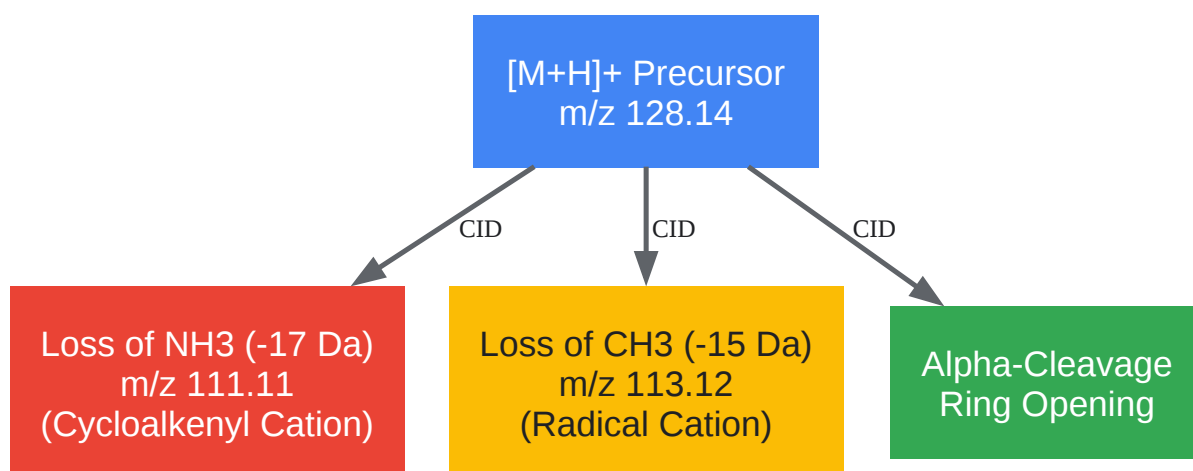 [M+H]+ Precursor
m/z 128.14
CID
CID
CID
Loss of NH3 (-17 Da)
m/z 111.11
(Cycloalkenyl Cation)
Loss of CH3 (-15 Da)
m/z 113.12
(Radical Cation)
Alpha-Cleavage
Ring Opening